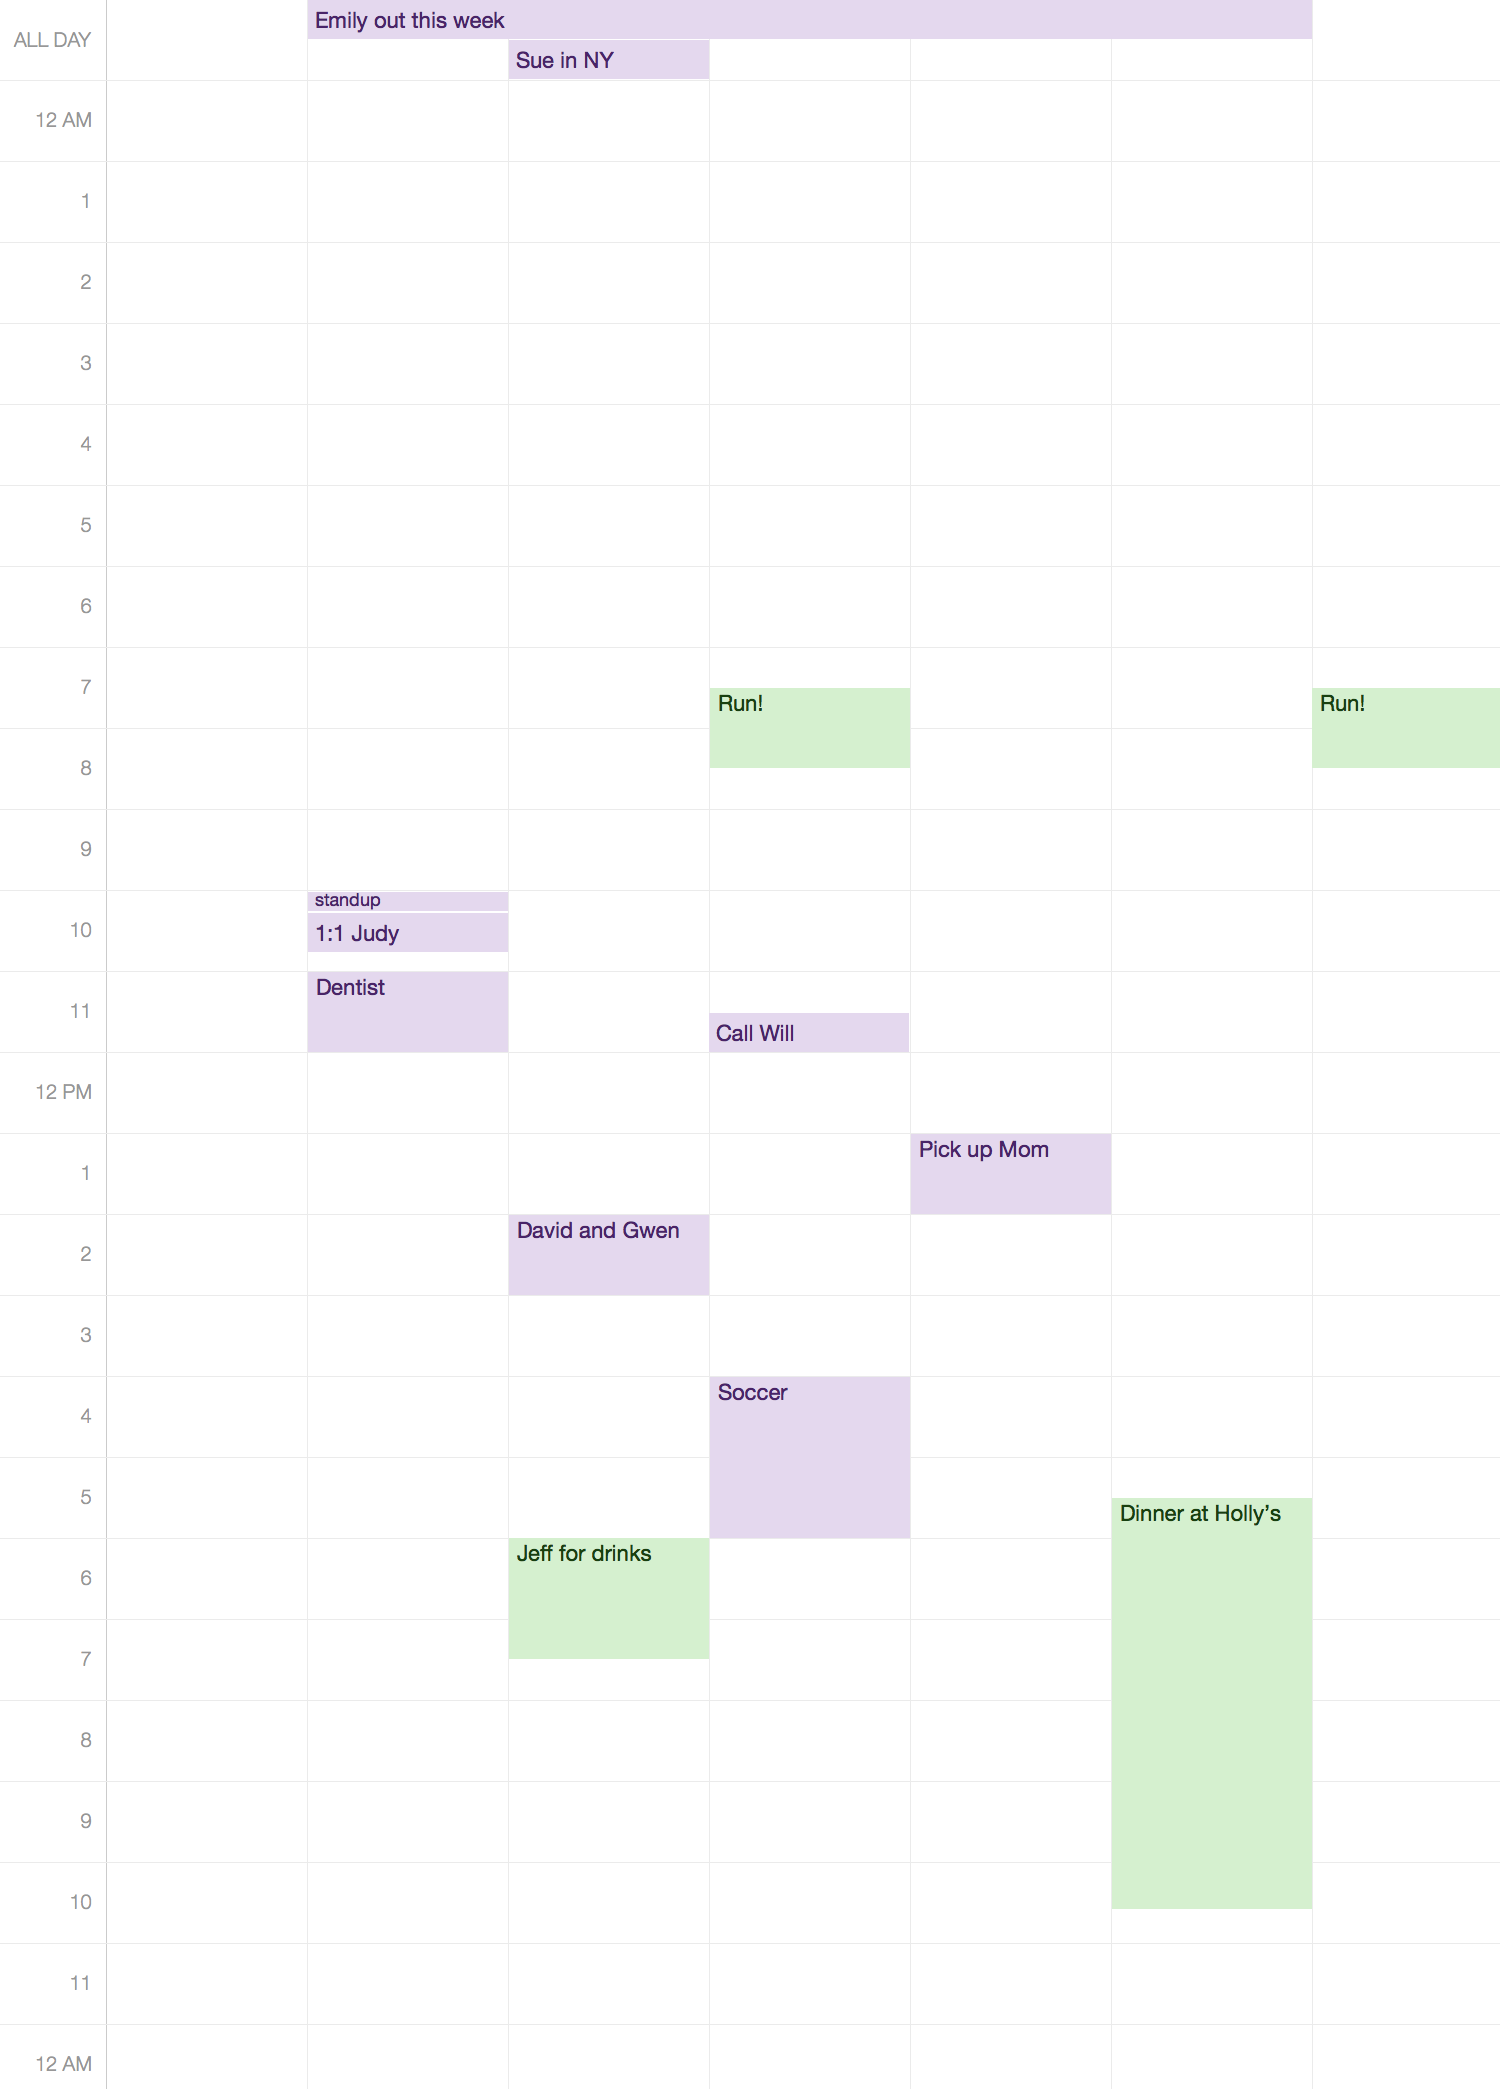 Emily out this week
ALL DAY
Sue in NY
12 AM
1
2
3
4
5
6
7
Run!
Run!
8
9
standup
10
1:1 Judy
Dentist
11
Call Will
12 PM
Pick up Mom
1
David and Gwen
2
3
Soccer
4
5
Dinner at Holly’s
Jeff for drinks
6
7
8
9
10
11
12 AM